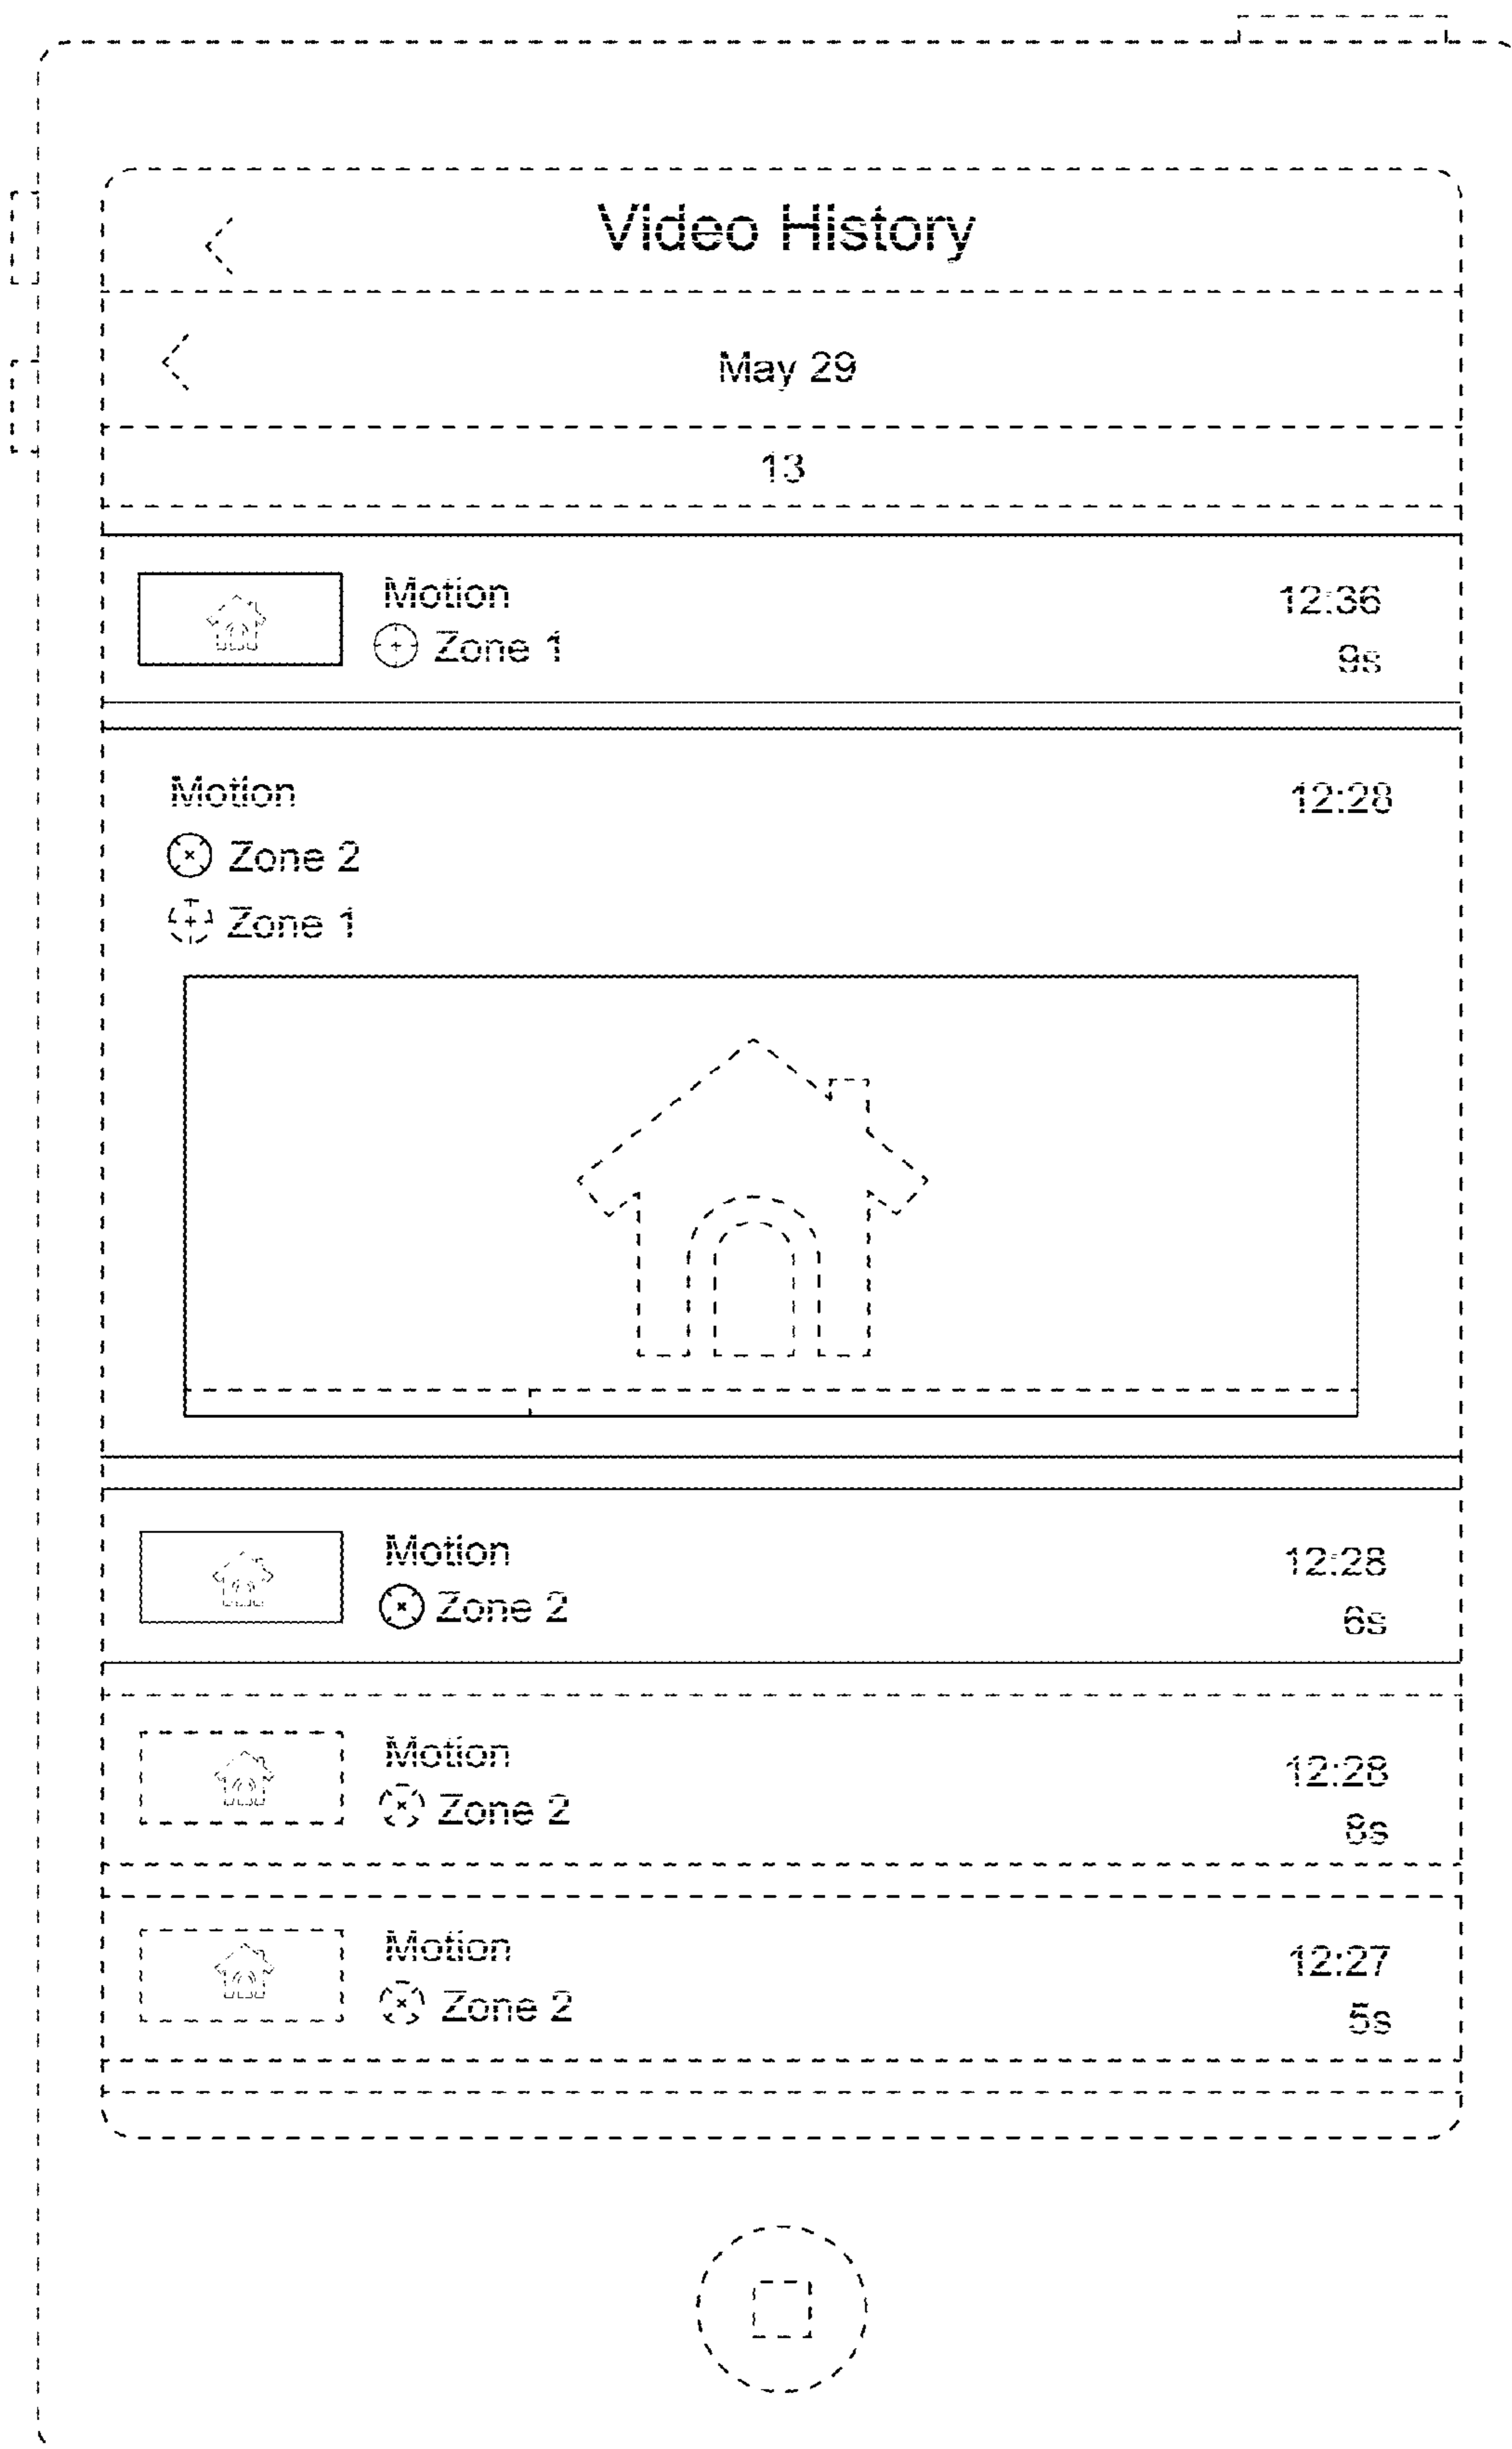 Video History
May 29
13
Motion
12:36
Zone 1
9s
Motion
12:28
Zone 2
Zone 1
Motion
12:28
Zone 2
6s
Motion
12:28
Zone 2
8s
Motion
12:27
Zone 2
5s